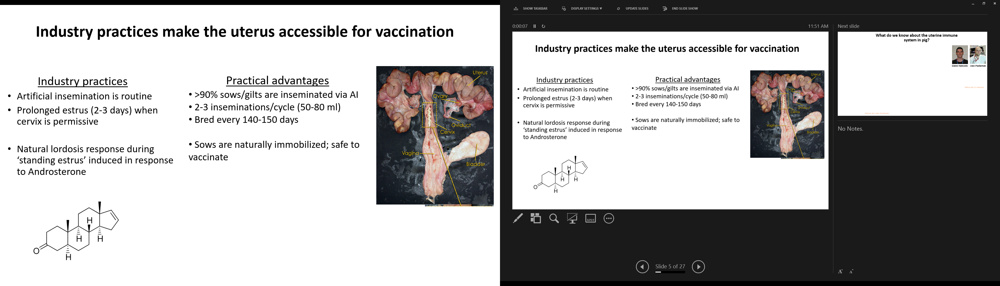 Industry practices make the uterus accessible for vaccination
Industry practices
• Artificial insemination is routine
• Prolonged estrus (2-3 days) when
cervix is permissive
• Natural lordosis response during
‘standing estrus’ induced in response
to Androsterone
Practical advantages
• >90% sows/gilts are inseminated via AI
• 2-3 inseminations/cycle (50-80 ml)
• Bred every 140-150 days
• Sows are naturally immobilized; safe to
vaccinate
Uterus
Ovary
Oviduct
Cervix
Vagina
Bladder
H
H
H
O
H
SHOW TASKBAR
DISPLAY SETTINGS ▼
UPDATE SLIDES
END SLIDE SHOW
0:00:07
11:51 AM
Industry practices make the uterus accessible for vaccination
Industry practices
• Artificial insemination is routine
• Prolonged estrus (2-3 days) when
cervix is permissive
• Natural lordosis response during
‘standing estrus’ induced in response
to Androsterone
Practical advantages
• >90% sows/gilts are inseminated via AI
• 2-3 inseminations/cycle (50-80 ml)
• Bred every 140-150 days
• Sows are naturally immobilized; safe to
vaccinate
Uterus
Ovary
Oviduct
Cervix
Vagina
Bladder
H
H
H
O
H
Slide 5 of 27
Next slide
What do we know about the uterine immune
system in pig?
Glenn Hamonic Alex Pasternak
Wilson lab; G. Hamonic
Wilson lab; Alex Pasternak
No Notes.
A A